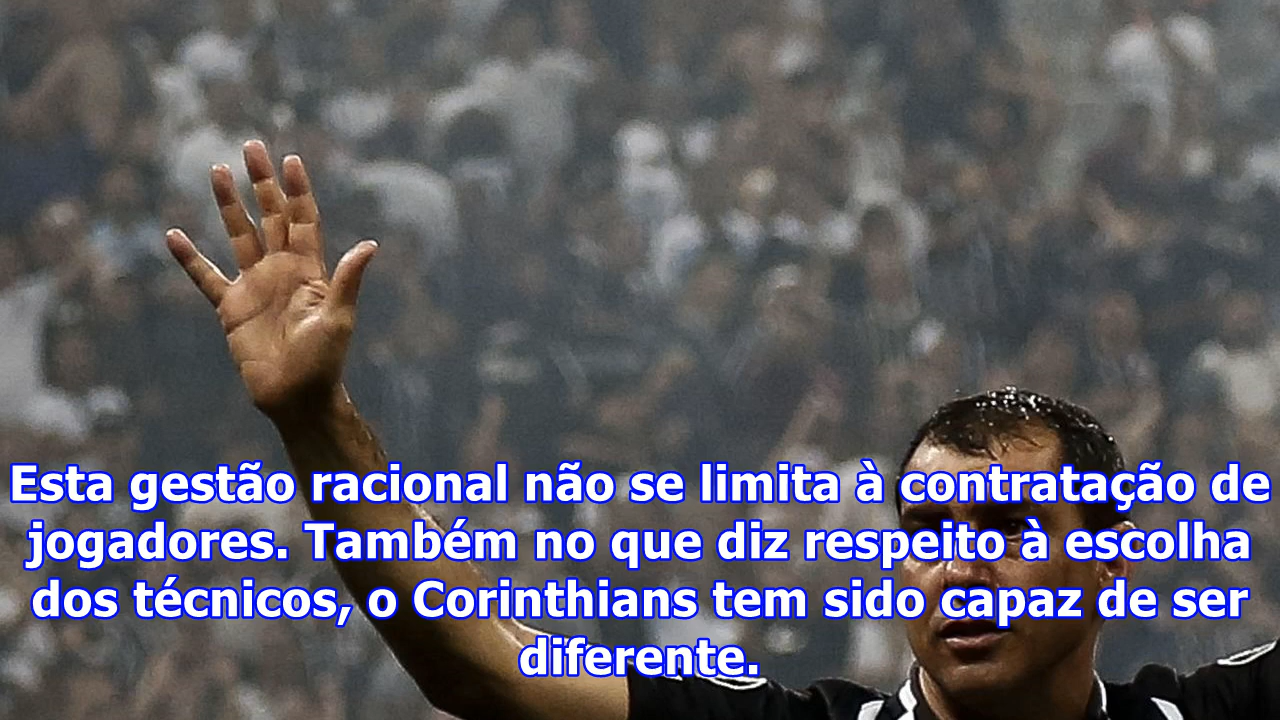 Esta gestão racional não se limita à contratação de
jogadores. Também no que diz respeito à escolha
dos técnicos, o Corinthians tem sido capaz de ser
diferente.